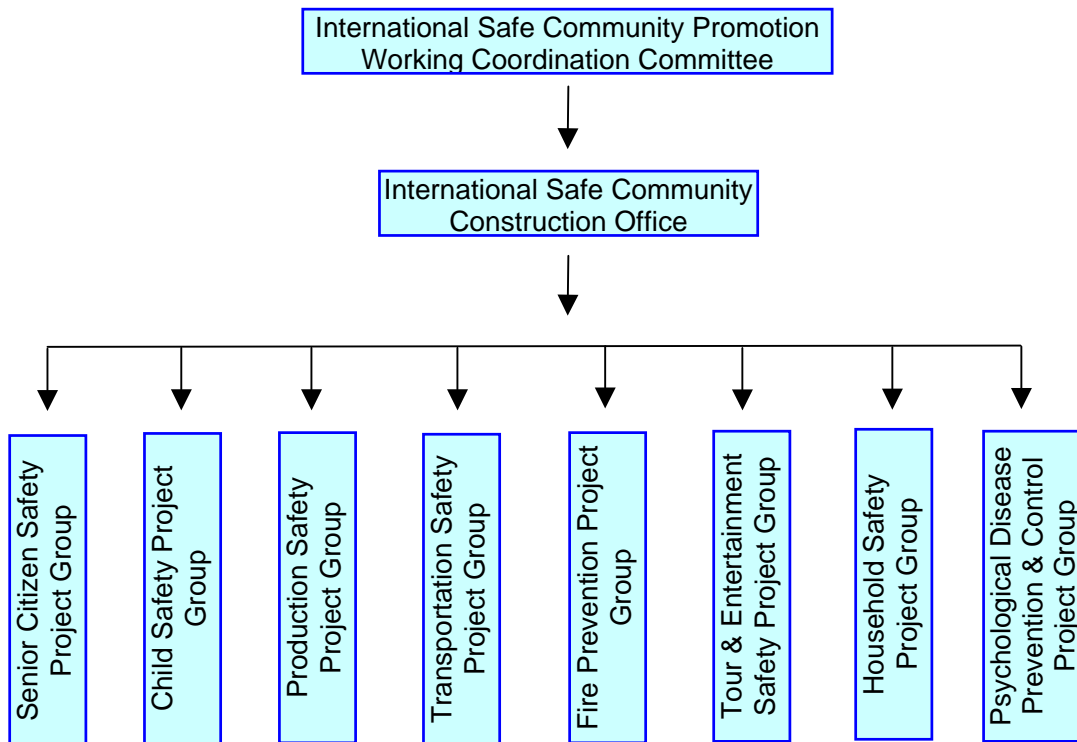 International Safe Community Promotion
Working Coordination Committee
International Safe Community
Construction Office
Senior Citizen Safety
Project Group
Child Safety Project
Group
Production Safety
Project Group
Transportation Safety
Project Group
Fire Prevention Project
Group
Tour & Entertainment
Safety Project Group
Household Safety
Project Group
Psychological Disease
Prevention & Control
Project Group